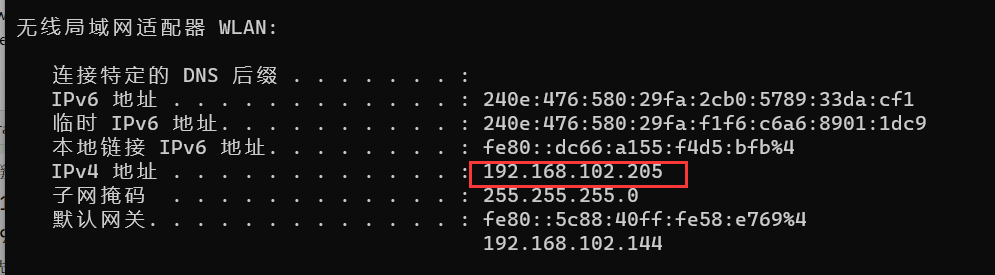 无线局域网适配器 WLAN:
连接特定的 DNS 后缀 . . . . . . . :
IPv6 地址 . . . . . . . . . . . . : 240e:476:580:29fa:2cb0:5789:33da:cf1
临时 IPv6 地址. . . . . . . . . . : 240e:476:580:29fa:f1f6:c6a6:8901:1dc9
本地链接 IPv6 地址. . . . . . . . : fe80::dc66:a155:f4d5:bfb%4
IPv4 地址 . . . . . . . . . . . . : 192.168.102.205
子网掩码 . . . . . . . . . . . . : 255.255.255.0
默认网关. . . . . . . . . . . . . : fe80::5c88:40ff:fe58:e769%4
192.168.102.144